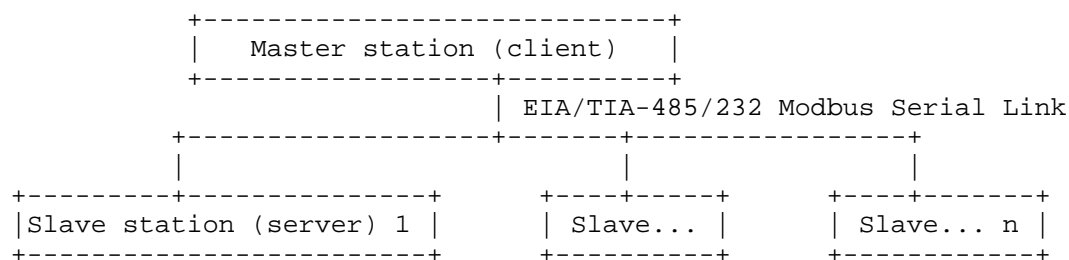 Master station (client)
EIA/TIA-485/232 Modbus Serial Link
Slave station (server) 1
Slave...
Slave... n